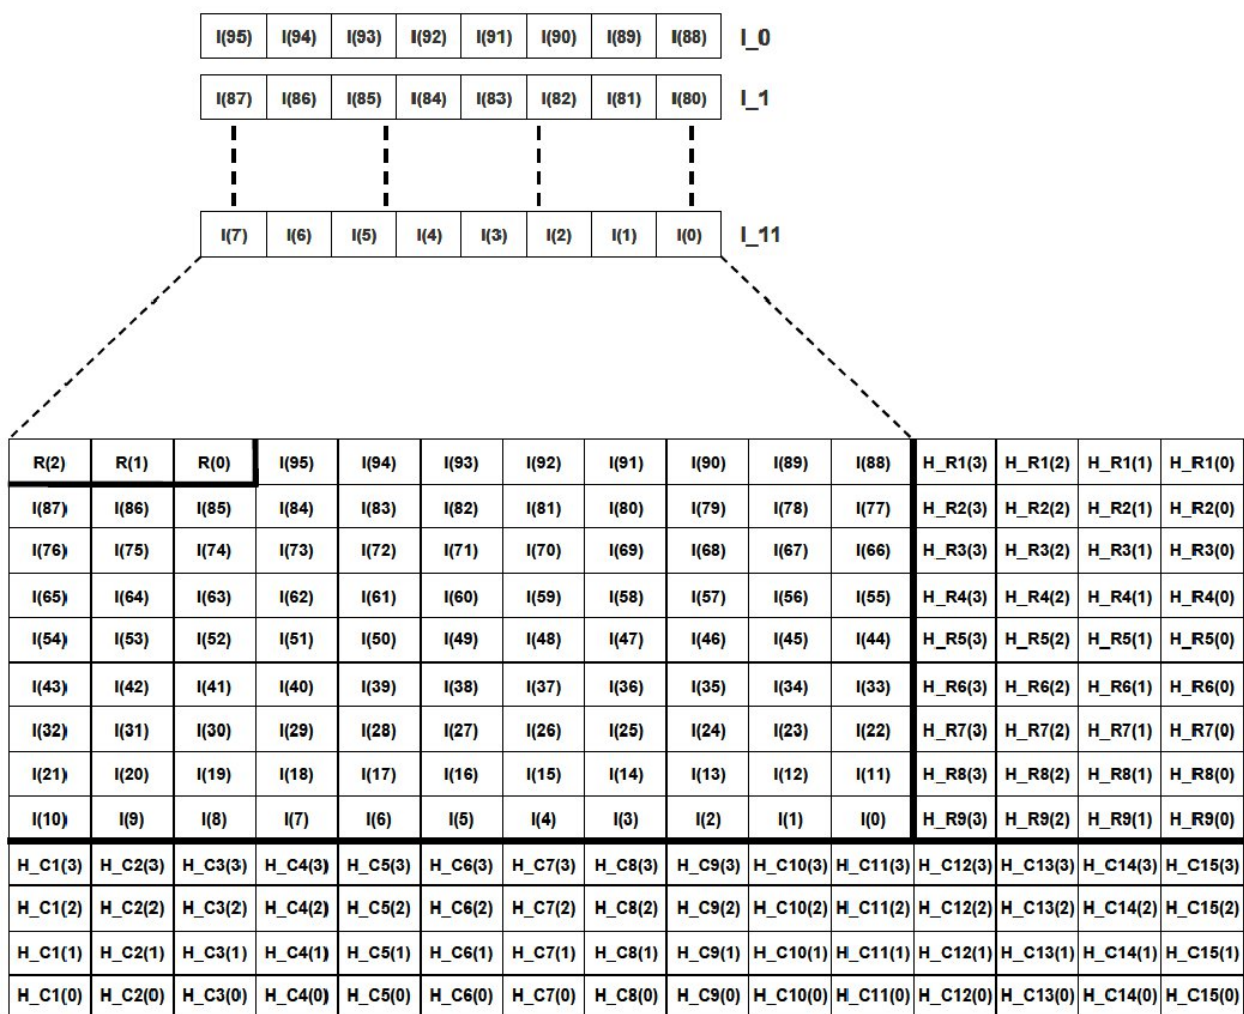 I(95) I(94) I(93) I(92) I(91) I(90) I(89) I(88) I_0
I(87) I(86) I(85) I(84) I(83) I(82) I(81) I(80) I_1
I(7) I(6) I(5) I(4) I(3) I(2) I(1) I(0) I_11
R(2) R(1) R(0) I(95) I(94) I(93) I(92) I(91) I(90) I(89) I(88) H_R1(3) H_R1(2) H_R1(1) H_R1(0)
I(87) I(86) I(85) I(84) I(83) I(82) I(81) I(80) I(79) I(78) I(77) H_R2(3) H_R2(2) H_R2(1) H_R2(0)
I(76) I(75) I(74) I(73) I(72) I(71) I(70) I(69) I(68) I(67) I(66) H_R3(3) H_R3(2) H_R3(1) H_R3(0)
I(65) I(64) I(63) I(62) I(61) I(60) I(59) I(58) I(57) I(56) I(55) H_R4(3) H_R4(2) H_R4(1) H_R4(0)
I(54) I(53) I(52) I(51) I(50) I(49) I(48) I(47) I(46) I(45) I(44) H_R5(3) H_R5(2) H_R5(1) H_R5(0)
I(43) I(42) I(41) I(40) I(39) I(38) I(37) I(36) I(35) I(34) I(33) H_R6(3) H_R6(2) H_R6(1) H_R6(0)
I(32) I(31) I(30) I(29) I(28) I(27) I(26) I(25) I(24) I(23) I(22) H_R7(3) H_R7(2) H_R7(1) H_R7(0)
I(21) I(20) I(19) I(18) I(17) I(16) I(15) I(14) I(13) I(12) I(11) H_R8(3) H_R8(2) H_R8(1) H_R8(0)
I(10) I(9) I(8) I(7) I(6) I(5) I(4) I(3) I(2) I(1) I(0) H_R9(3) H_R9(2) H_R9(1) H_R9(0)
H_C1(3) H_C2(3) H_C3(3) H_C4(3) H_C5(3) H_C6(3) H_C7(3) H_C8(3) H_C9(3) H_C10(3) H_C11(3) H_C12(3) H_C13(3) H_C14(3) H_C15(3)
H_C1(2) H_C2(2) H_C3(2) H_C4(2) H_C5(2) H_C6(2) H_C7(2) H_C8(2) H_C9(2) H_C10(2) H_C11(2) H_C12(2) H_C13(2) H_C14(2) H_C15(2)
H_C1(1) H_C2(1) H_C3(1) H_C4(1) H_C5(1) H_C6(1) H_C7(1) H_C8(1) H_C9(1) H_C10(1) H_C11(1) H_C12(1) H_C13(1) H_C14(1) H_C15(1)
H_C1(0) H_C2(0) H_C3(0) H_C4(0) H_C5(0) H_C6(0) H_C7(0) H_C8(0) H_C9(0) H_C10(0) H_C11(0) H_C12(0) H_C13(0) H_C14(0) H_C15(0)